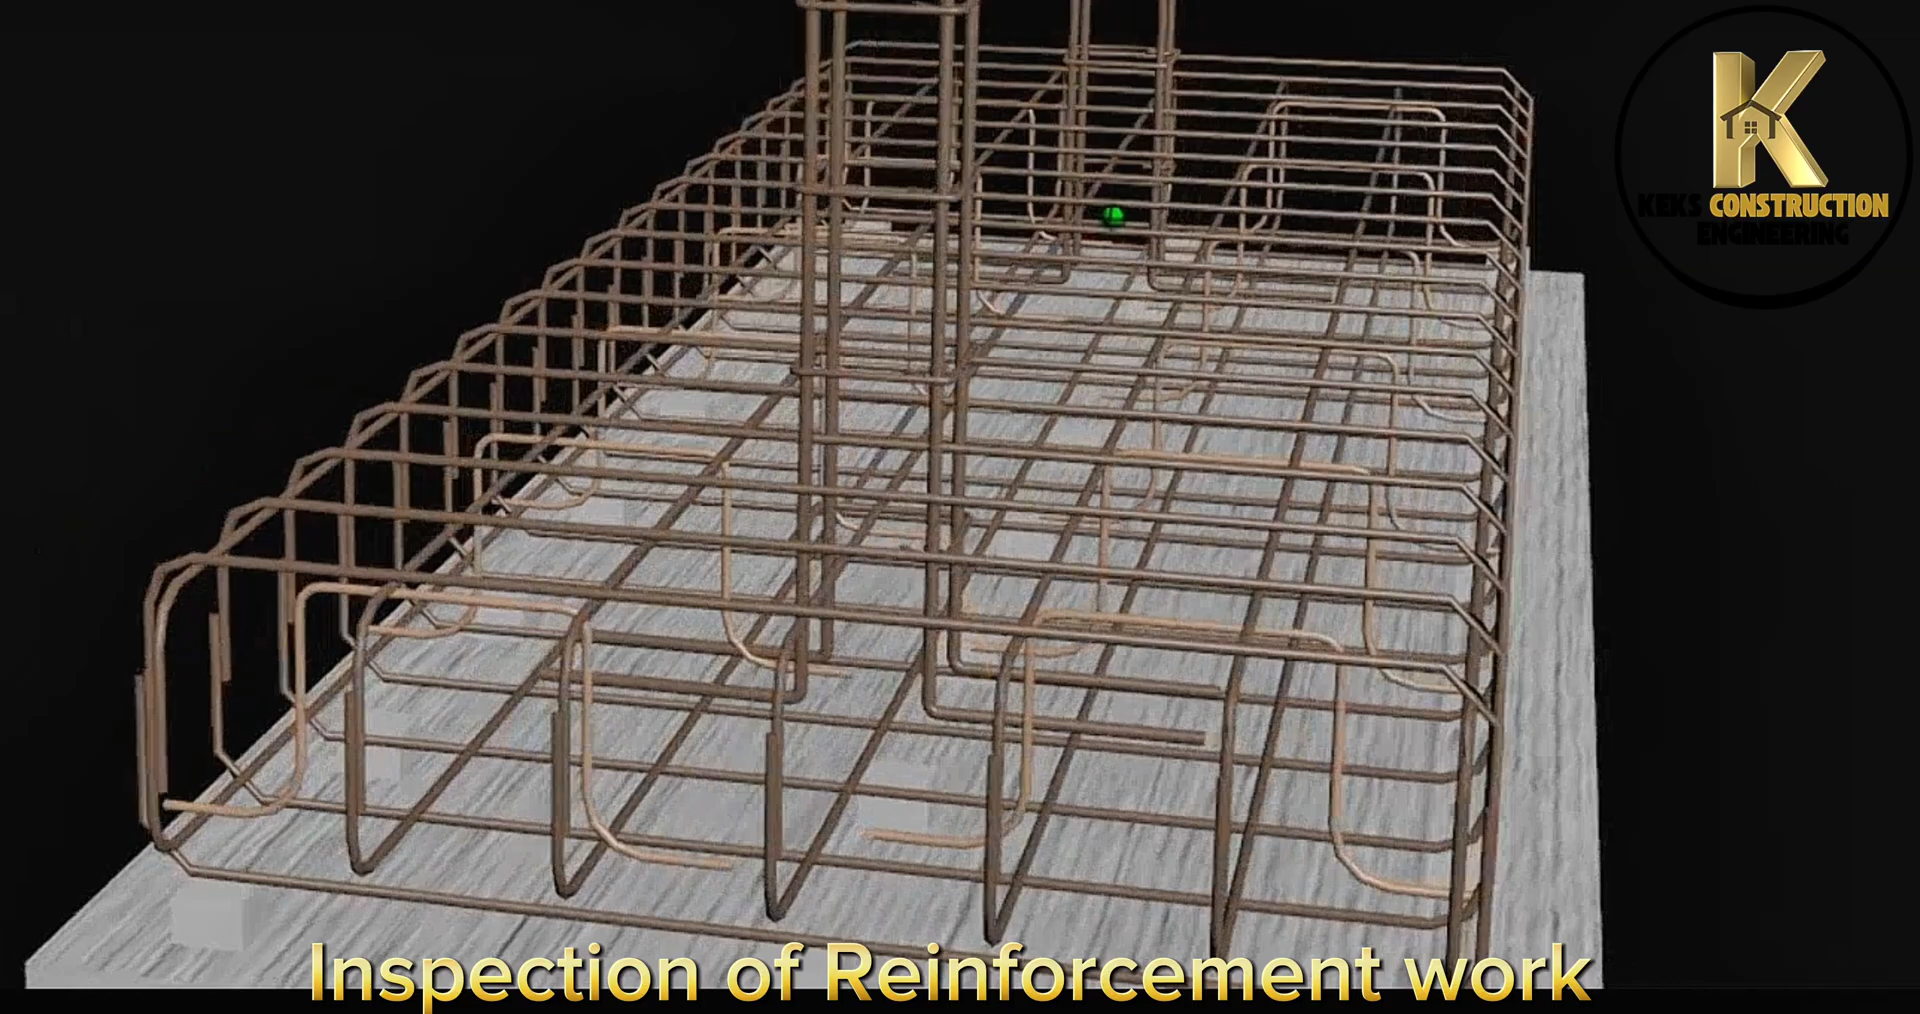 K
KEKS CONSTRUCTION
ENGINEERING
Inspection of Reinforcement work